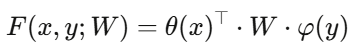 F(x, y; W) = θ(x)^⊤ · W · φ(y)